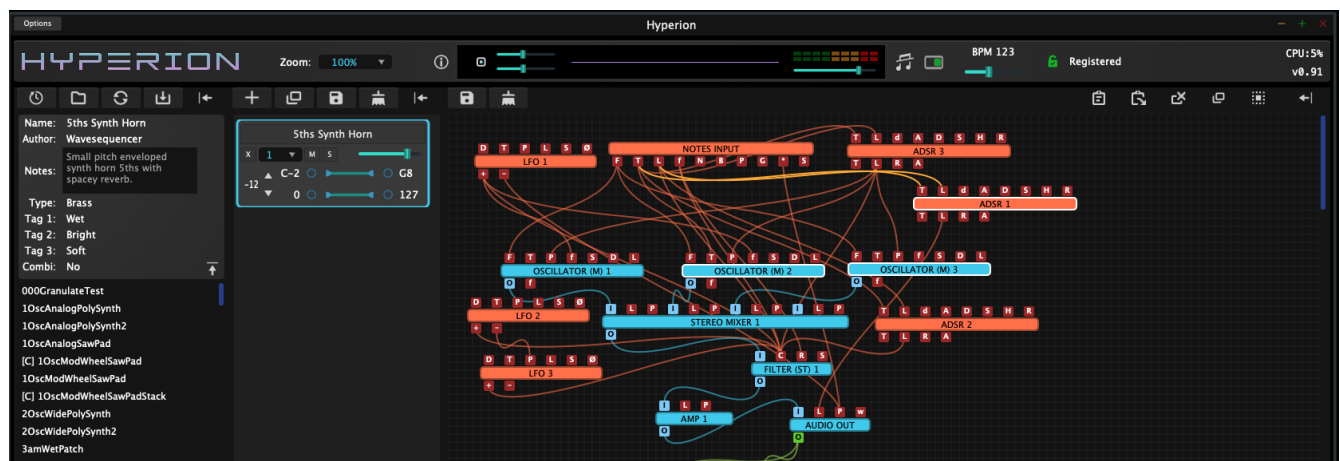 Options
Hyperion
HYPERION
Zoom: 100%
BPM 123
Registered
CPU:5%
v0.91
Name: 5ths Synth Horn
Author: Wavesequencer
Notes: Small pitch enveloped
synth horn 5ths with
spacey reverb.
Type: Brass
Tag 1: Wet
Tag 2: Bright
Tag 3: Soft
Combi: No
000GranulateTest
1OscAnalogPolySynth
1OscAnalogPolySynth2
1OscAnalogSawPad
[C] 1OscModWheelSawPad
1OscModWheelSawPad
[C] 1OscModWheelSawPadStack
2OscWidePolySynth
2OscWidePolySynth2
3amWetPatch
5ths Synth Horn
X 1 M S
-12 C-2 G8
0 127
D T P L S Ø
LFO 1
+ -
NOTES INPUT
F T L f N B P G * S
T L d A D S H R
ADSR 3
T L R A
T L d A D S H R
ADSR 1
T L R A
F T P f S D L
OSCILLATOR (M) 1
O f
F T P f S D L
OSCILLATOR (M) 2
O f
F T P f S D L
OSCILLATOR (M) 3
O f
D T P L S Ø
LFO 2
+ -
I L P I L P I L P I L P
STEREO MIXER 1
O
T L d A D S H R
ADSR 2
T L R A
D T P L S Ø
LFO 3
+ -
I C R S
FILTER (ST) 1
O
I L P
AMP 1
O
I L P w
AUDIO OUT
O